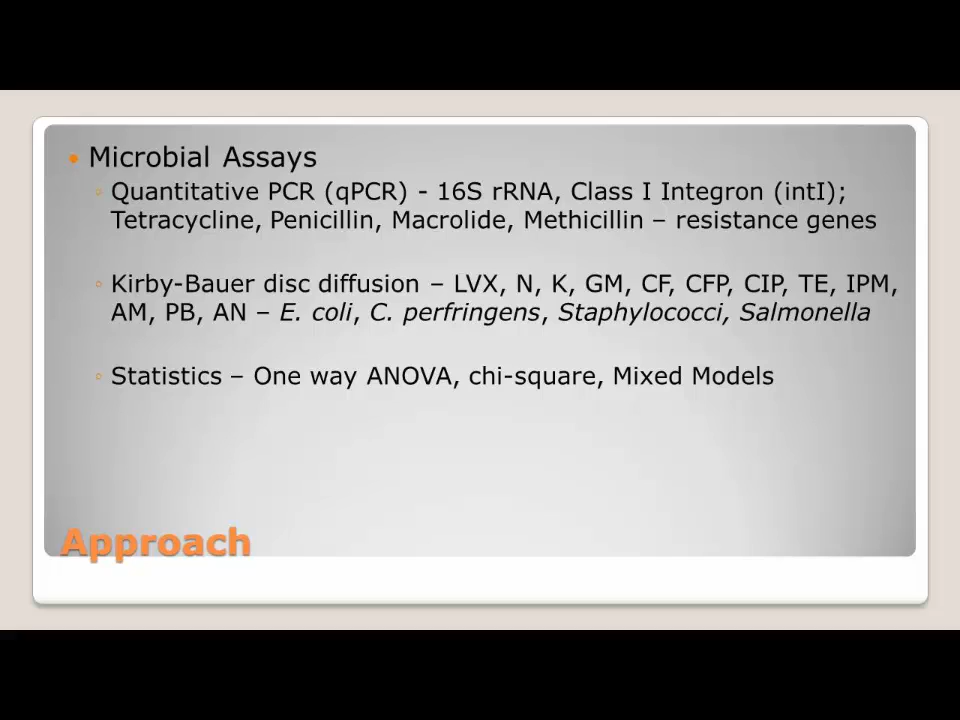 Microbial Assays
Quantitative PCR (qPCR) - 16S rRNA, Class I Integron (intI);
Tetracycline, Penicillin, Macrolide, Methicillin – resistance genes
Kirby-Bauer disc diffusion – LVX, N, K, GM, CF, CFP, CIP, TE, IPM,
AM, PB, AN – E. coli, C. perfringens, Staphylococci, Salmonella
Statistics – One way ANOVA, chi-square, Mixed Models
Approach